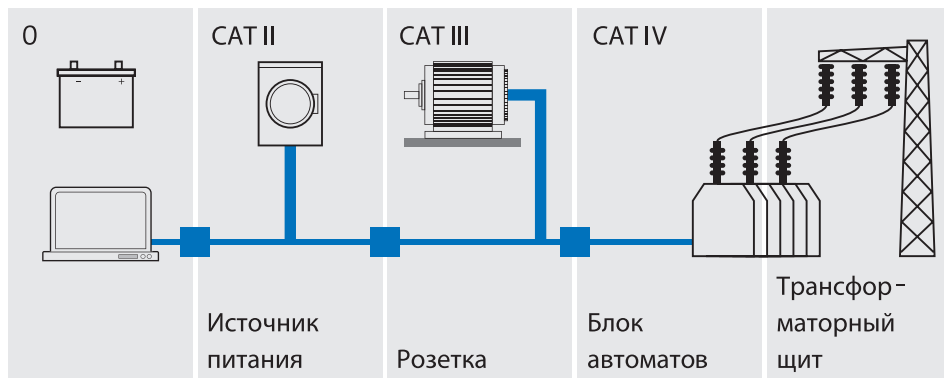 0
CAT II
CAT III
CAT IV
- +
Источник
питания
Розетка
Блок
автоматов
Трансфор-
маторный
щит